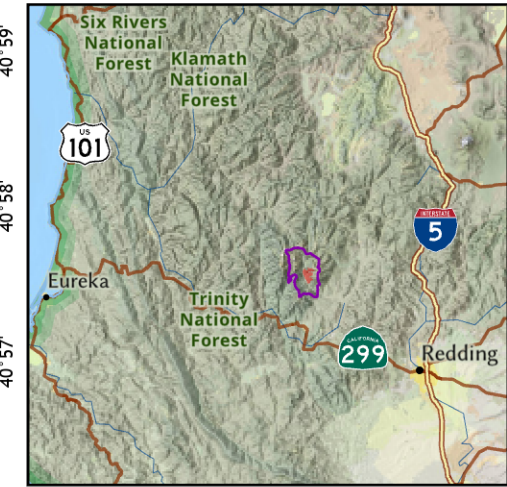 40°59'
40°58'
40°57'
Six Rivers
National
Forest
Klamath
National
Forest
US
101
INTERSTATE
5
Eureka
Trinity
National
Forest
CALIFORNIA
299
Redding